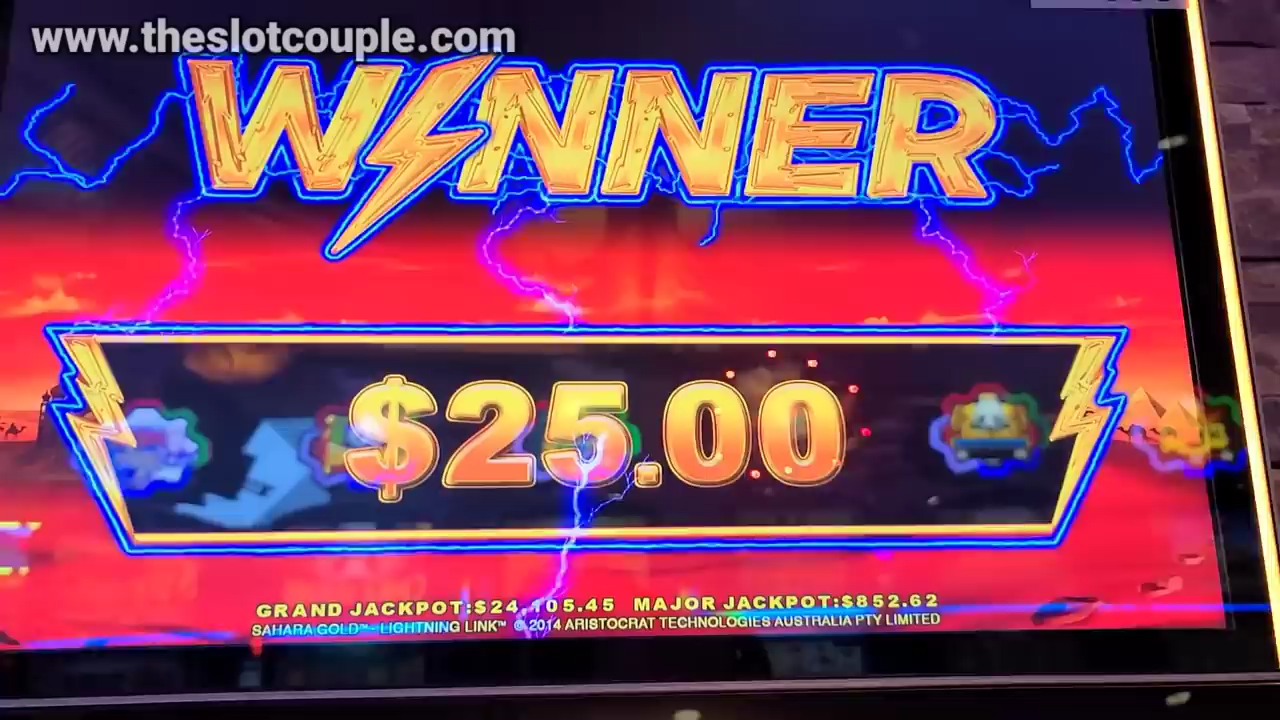 www.theslotcouple.com
WINNER
$25.00
GRAND JACKPOT:$24,105.45 MAJOR JACKPOT:$852.62
SAHARA GOLD™ - LIGHTNING LINK™ © 2014 ARISTOCRAT TECHNOLOGIES AUSTRALIA PTY LIMITED